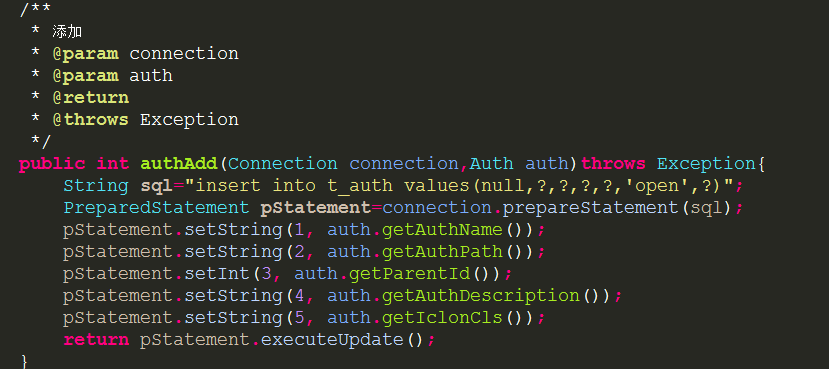 /**
 * 添加
 * @param connection
 * @param auth
 * @return
 * @throws Exception
 */
public int authAdd(Connection connection,Auth auth)throws Exception{
    String sql="insert into t_auth values(null,?,?,?,?,'open',?)";
    PreparedStatement pStatement=connection.prepareStatement(sql);
    pStatement.setString(1, auth.getAuthName());
    pStatement.setString(2, auth.getAuthPath());
    pStatement.setInt(3, auth.getParentId());
    pStatement.setString(4, auth.getAuthDescription());
    pStatement.setString(5, auth.getIclonCls());
    return pStatement.executeUpdate();
}